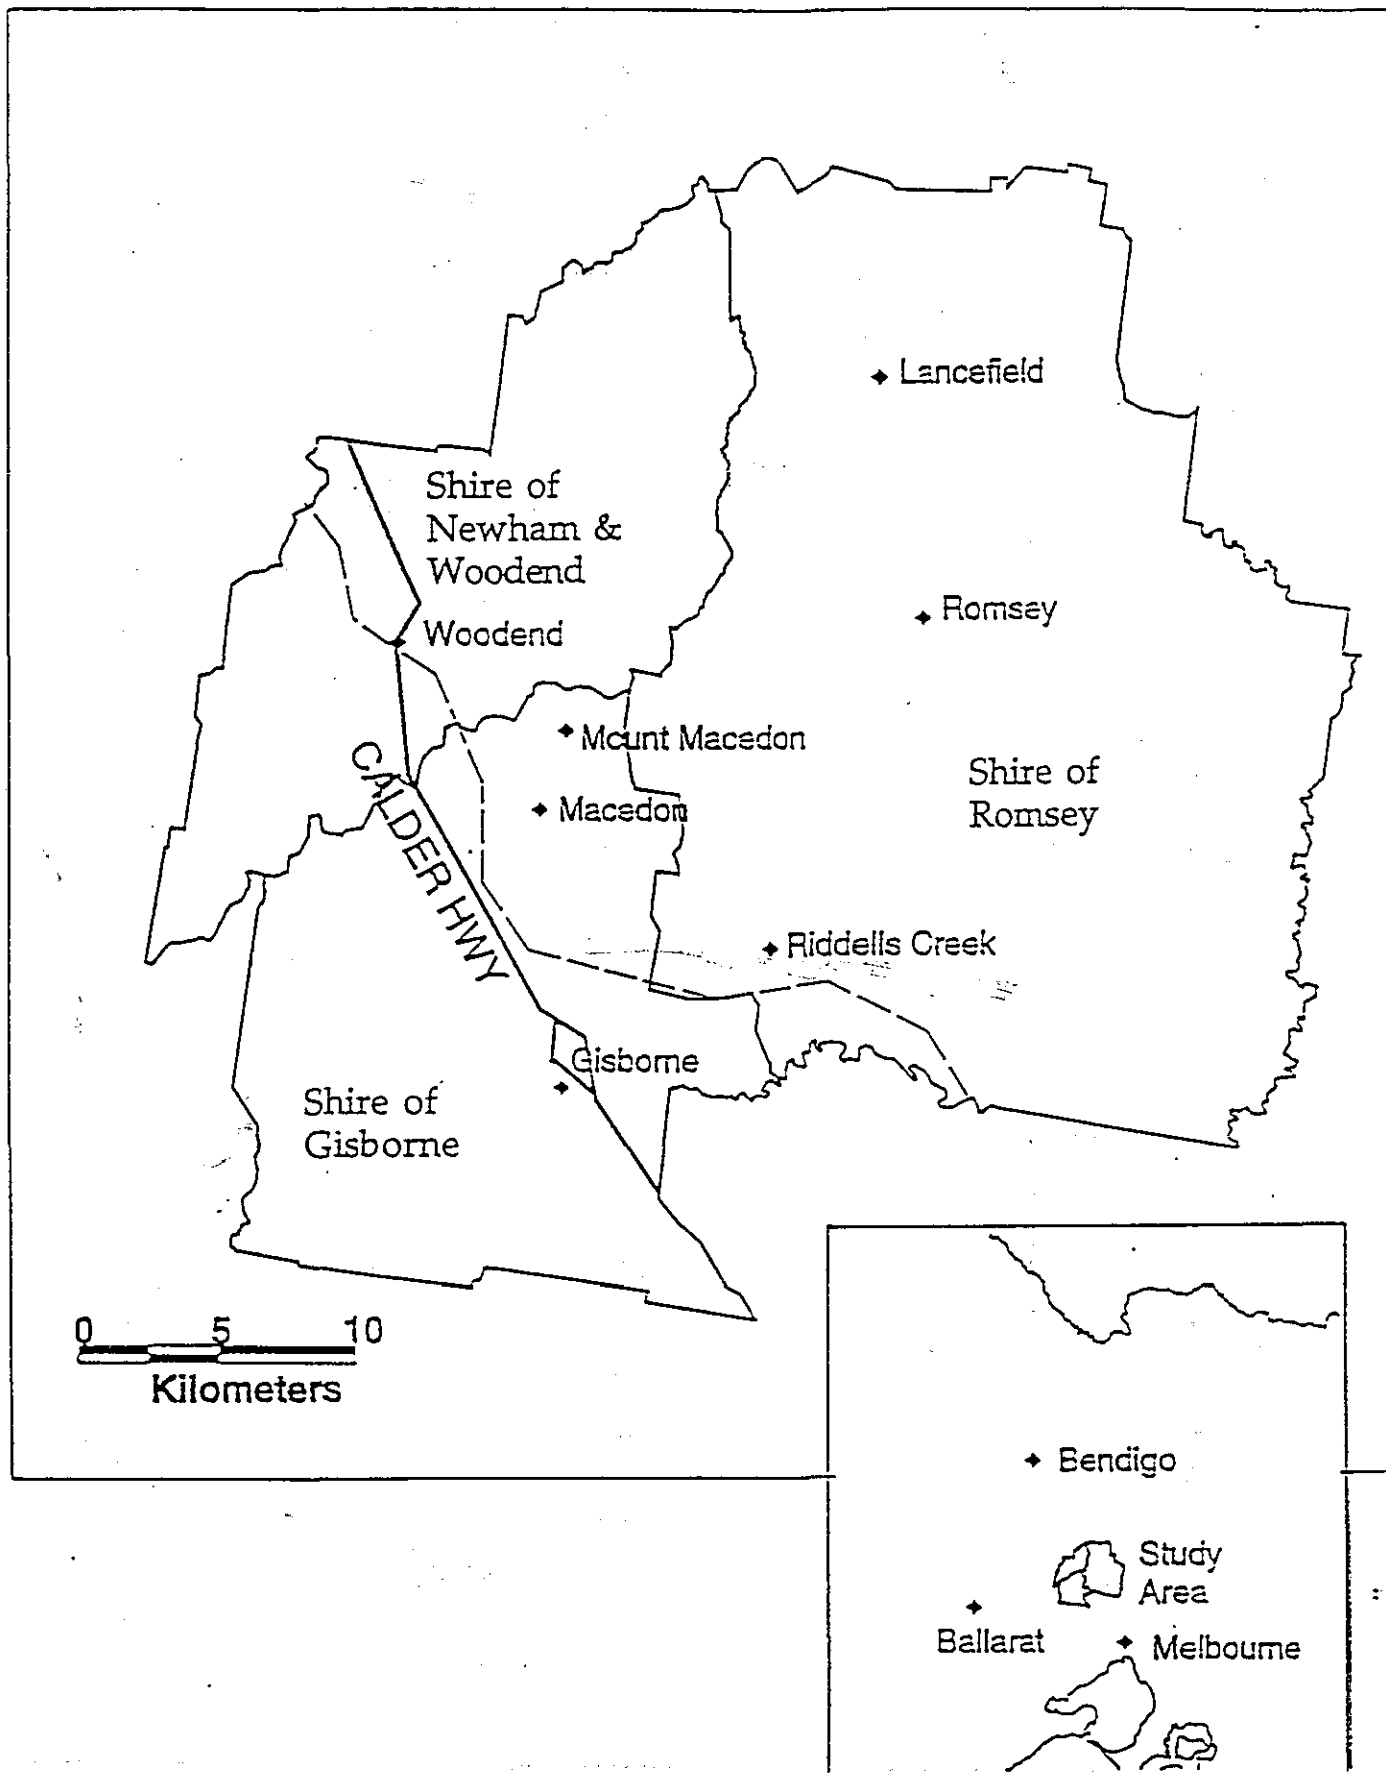 Lancefield
Shire of
Newham &
Woodend
Romsey
Woodend
Mount Macedon
Shire of
Romsey
CALDER HWY
Macedon
Riddells Creek
Gisborne
Shire of
Gisborne
0 5 10
Kilometers
Bendigo
Study
Area
Ballarat
Melbourne